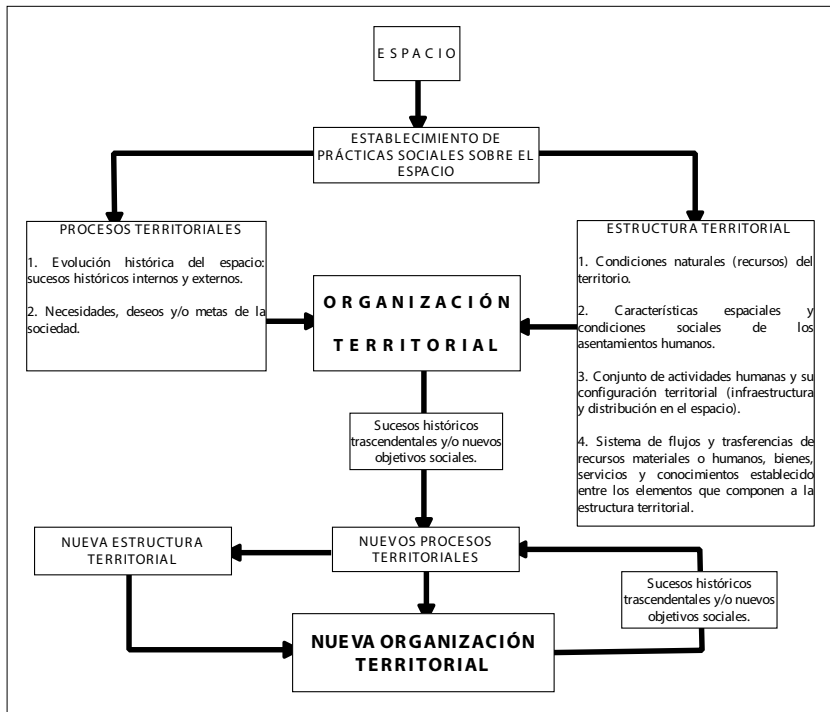 ESPACIO
ESTABLECIMIENTO DE
PRÁCTICAS SOCIALES SOBRE EL
ESPACIO
PROCESOS TERRITORIALES
1. Evolución histórica del espacio:
sucesos históricos internos y externos.
2. Necesidades, deseos y/o metas de la
sociedad.
ORGANIZACIÓN
TERRITORIAL
ESTRUCTURA TERRITORIAL
1. Condiciones naturales (recursos) del
territorio.
2. Características espaciales y
condiciones sociales de los
asentamientos humanos.
3. Conjunto de actividades humanas y su
configuración territorial (infraestructura
y distribución en el espacio).
4. Sistema de flujos y trasferencias de
recursos materiales o humanos, bienes,
servicios y conocimientos establecido
entre los elementos que componen a la
estructura territorial.
Sucesos históricos
trascendentales y/o nuevos
objetivos sociales.
NUEVA ESTRUCTURA
TERRITORIAL
NUEVOS PROCESOS
TERRITORIALES
Sucesos históricos
trascendentales y/o nuevos
objetivos sociales.
NUEVA ORGANIZACIÓN
TERRITORIAL